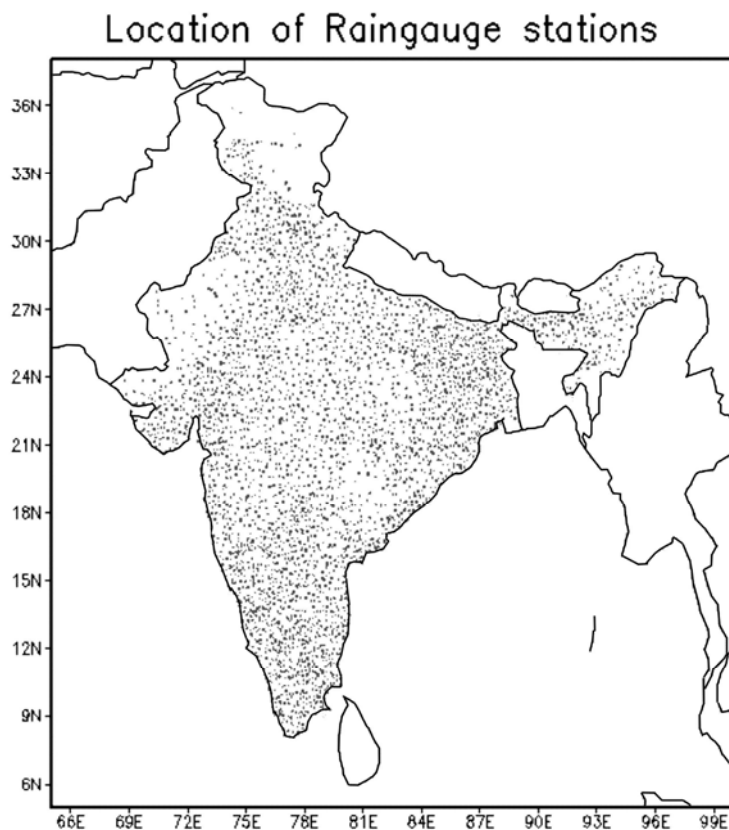 Location of Raingauge stations
36N
33N
30N
27N
24N
21N
18N
15N
12N
9N
6N
66E 69E 72E 75E 78E 81E 84E 87E 90E 93E 96E 99E